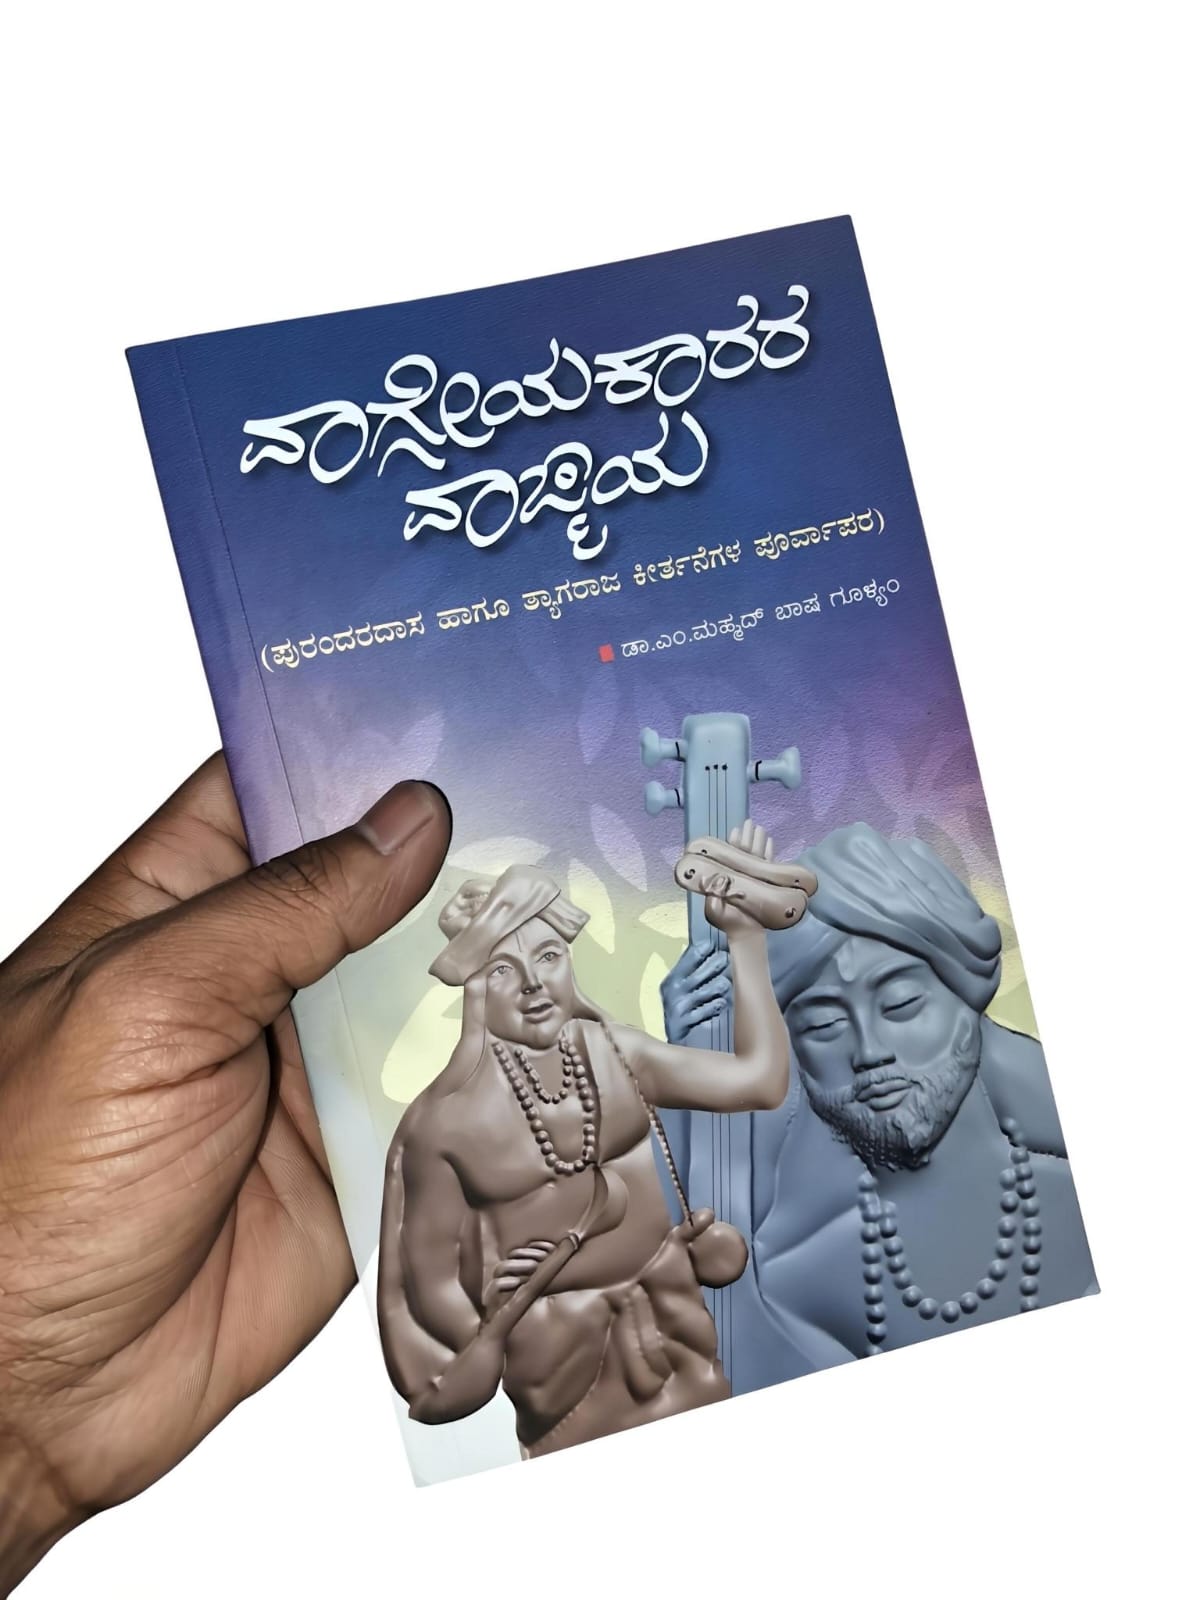 ವಾಗ್ಗೇಯಕಾರರ
ವಾಙ್ಮಯ
(ಪುರಂದರದಾಸ ಹಾಗೂ ತ್ಯಾಗರಾಜ ಕೀರ್ತನೆಗಳ ಪೂರ್ವಾಪರ)
ಡಾ.ಎಂ.ಮಹ್ಮದ್ ಬಾಷ ಗೂಳ್ಯಂ